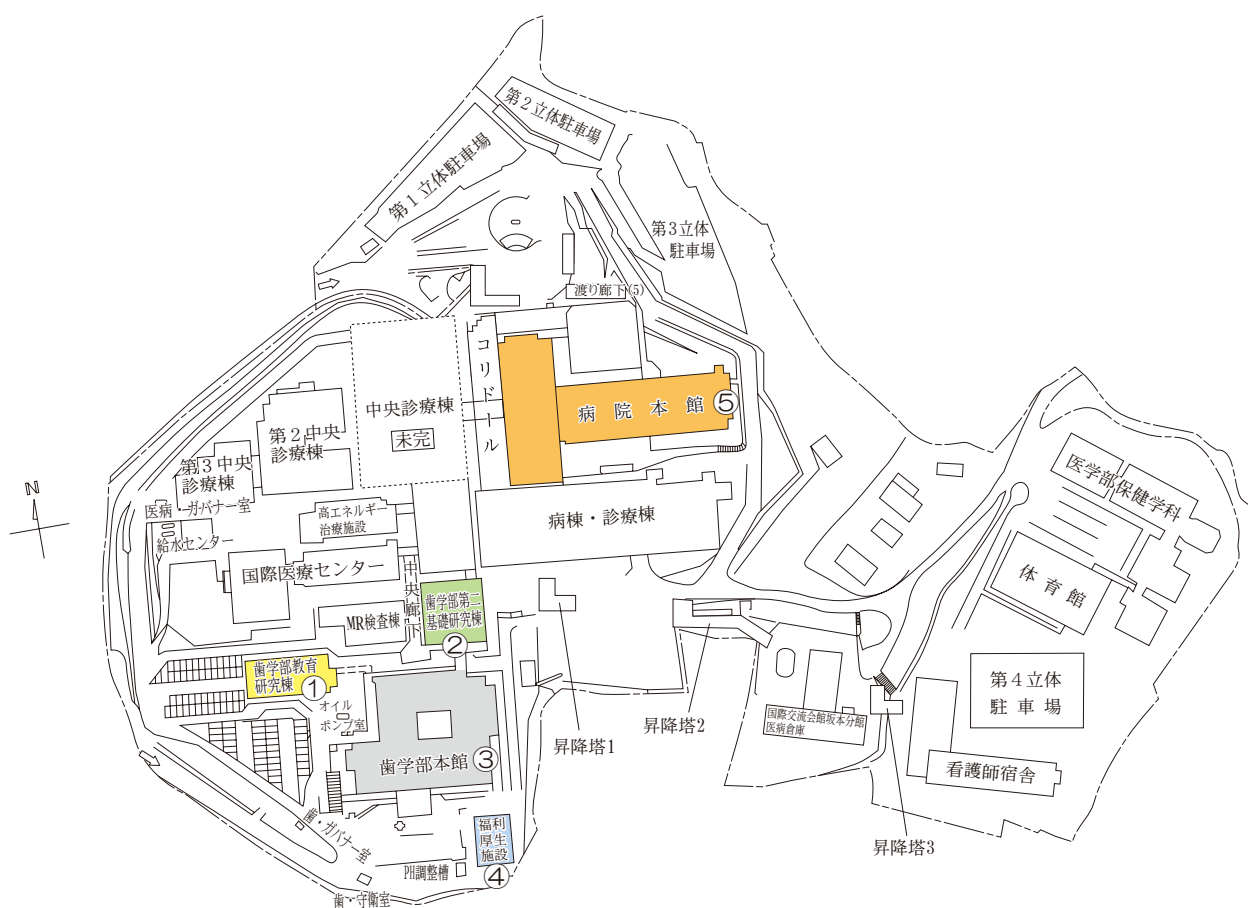 第2立体駐車場
第1立体駐車場
第3立体
駐車場
渡り廊下(5)
コリドール
中央診療棟
未完
病院本館⑤
第2中央
診療棟
第3中央
診療棟
医病・ガバナー室
給水センター
高エネルギー
治療施設
病棟・診療棟
国際医療センター
中央廊下
MR検査棟
歯学部第二
基礎研究棟
②
歯学部教育
研究棟
①
オイル
ポンプ室
歯学部本館
③
福利
厚生
施設
④
歯・ガバナー室
PH調整槽
歯・守衛室
昇降塔1
昇降塔2
昇降塔3
国際交流会館坂本分館
医病倉庫
医学部保健学科
体育館
第4立体
駐車場
看護師宿舎
N